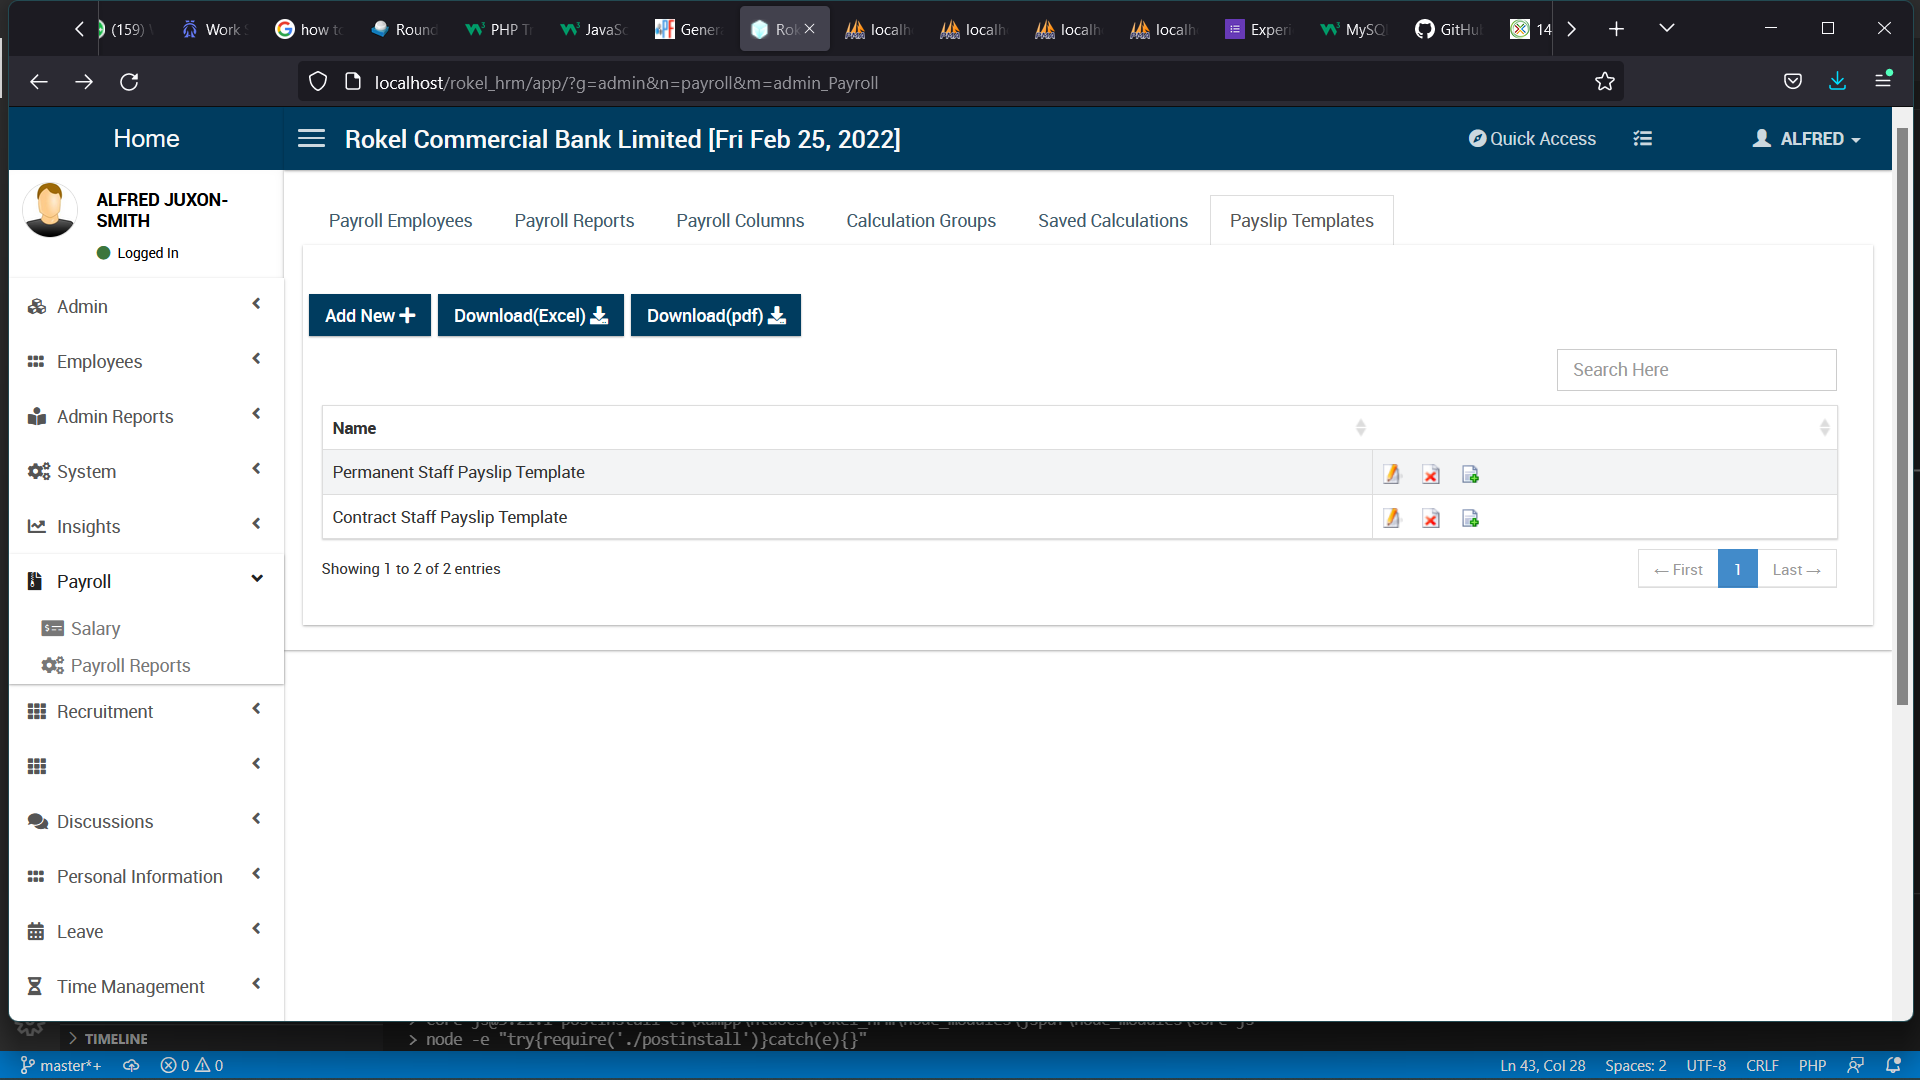 (159)
Work
how to
Round
PHP
JavaSc
Gener
Rok
localh
localh
localh
localh
Experi
MySQ
GitHu
14
localhost/rokel_hrm/app/?g=admin&n=payroll&m=admin_Payroll
Home
Rokel Commercial Bank Limited [Fri Feb 25, 2022]
Quick Access
ALFRED
ALFRED JUXON-
SMITH
Logged In
Admin
Employees
Admin Reports
System
Insights
Payroll
Salary
Payroll Reports
Recruitment
Discussions
Personal Information
Leave
Time Management
Payroll Employees
Payroll Reports
Payroll Columns
Calculation Groups
Saved Calculations
Payslip Templates
Add New
Download(Excel)
Download(pdf)
Search Here
Name
Permanent Staff Payslip Template
Contract Staff Payslip Template
Showing 1 to 2 of 2 entries
← First
1
Last →
TIMELINE
> node -e "try{require('./postinstall')}catch(e){}"
master*+
0
0
Ln 43, Col 28
Spaces: 2
UTF-8
CRLF
PHP